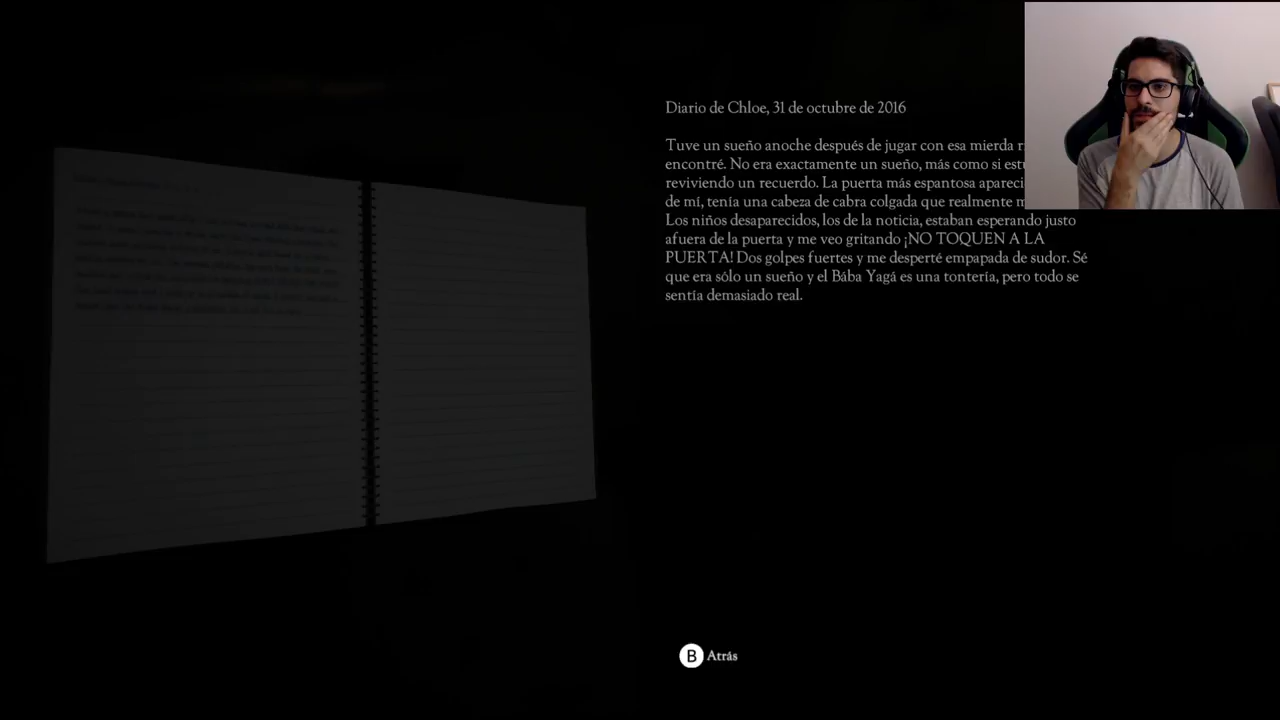 Diario de Chloe, 31 de octubre de 2016
Tuve un sueño anoche después de jugar con esa mierda
encontré. No era exactamente un sueño, más como si
reviviendo un recuerdo. La puerta más espantosa
de mí, tenía una cabeza de cabra colgada que realmente
Los niños desaparecidos, los de la noticia, estaban esperando justo
afuera de la puerta y me veo gritando ¡NO TOQUEN A LA
PUERTA! Dos golpes fuertes y me desperté empapada de sudor. Sé
que era sólo un sueño y el Bába Yagá es una tontería, pero todo se
sentía demasiado real.
B Atrás